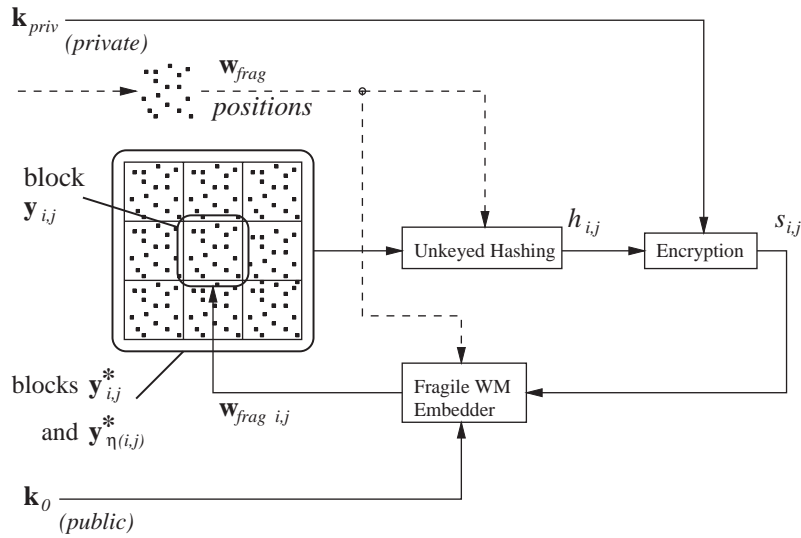 k_priv
(private)
w_frag
positions
block
y_i,j
Unkeyed Hashing
h_i,j
Encryption
s_i,j
blocks y*_i,j
and y*_η(i,j)
w_frag i,j
Fragile WM
Embedder
k_0
(public)